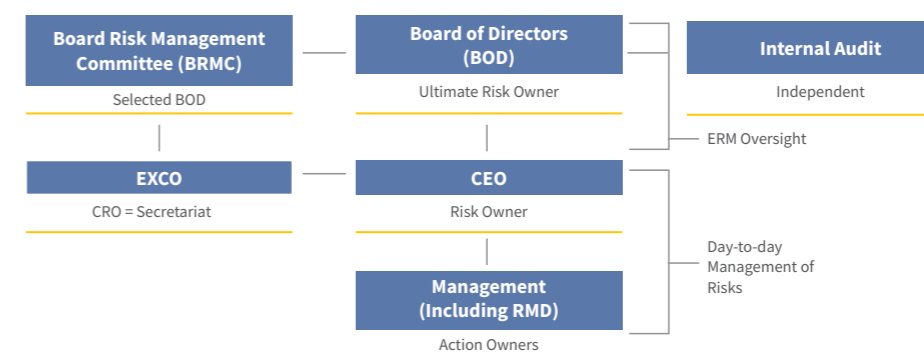 Board Risk Management
Committee (BRMC)
Selected BOD
Board of Directors
(BOD)
Ultimate Risk Owner
Internal Audit
Independent
ERM Oversight
EXCO
CRO = Secretariat
CEO
Risk Owner
Day-to-day
Management of
Risks
Management
(Including RMD)
Action Owners